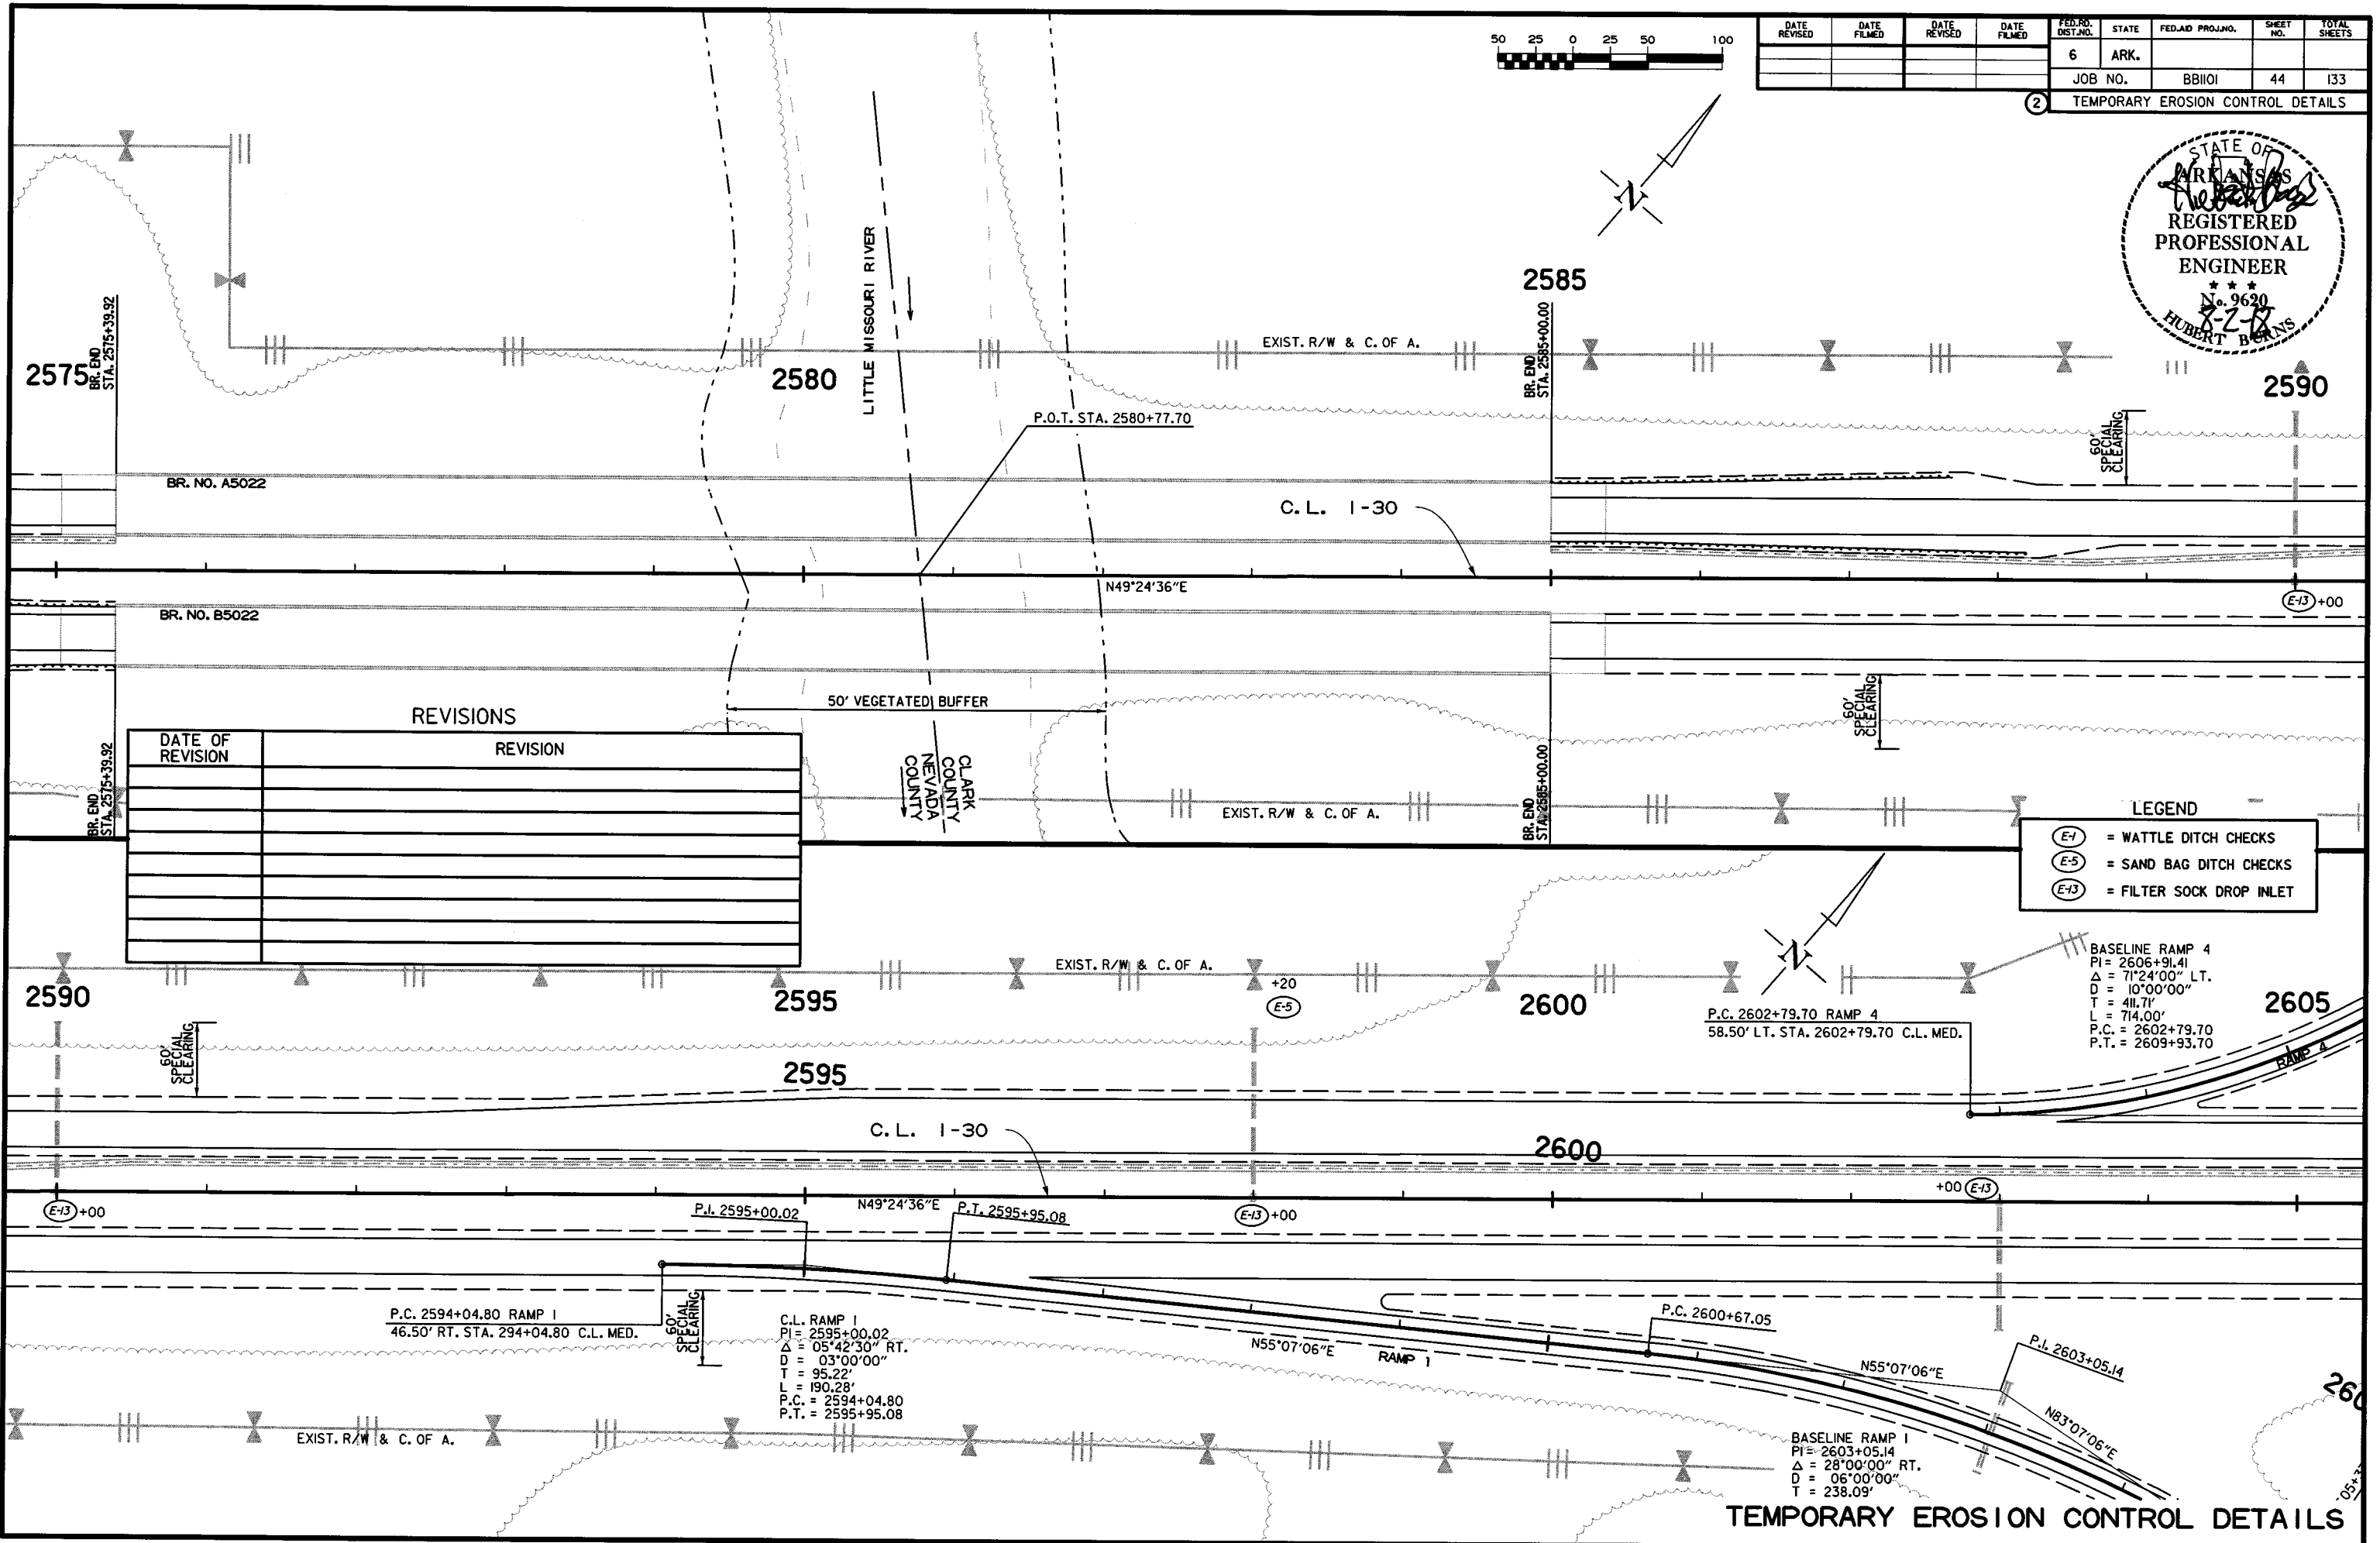 50 25 0 25 50 100
DATE REVISED
DATE FILMED
DATE REVISED
DATE FILMED
FED.RD. DIST.NO.
STATE
FED.AID PROJ.NO.
SHEET NO.
TOTAL SHEETS
6 ARK.
JOB NO. BB1101 44 133
2 TEMPORARY EROSION CONTROL DETAILS
STATE OF
ARKANSAS
REGISTERED
PROFESSIONAL
ENGINEER
★ ★ ★
No. 9620
HUBERT BURNS
N
LITTLE MISSOURI RIVER
2575
BR. END
STA. 2575+39.92
2580
EXIST. R/W & C. OF A.
2585
BR. END
STA. 2585+00.00
2590
P.O.T. STA. 2580+77.70
60'
SPECIAL
CLEARING
BR. NO. A5022
C.L. I-30
N49°24'36"E
E-13 +00
BR. NO. B5022
50' VEGETATED BUFFER
60'
SPECIAL
CLEARING
REVISIONS
DATE OF REVISION
REVISION
BR. END
STA. 2575+39.92
CLARK
COUNTY
NEVADA
COUNTY
EXIST. R/W & C. OF A.
BR. END
STA. 2585+00.00
LEGEND
E-1 = WATTLE DITCH CHECKS
E-5 = SAND BAG DITCH CHECKS
E-13 = FILTER SOCK DROP INLET
2590
2595
EXIST. R/W & C. OF A.
+20
E-5
2600
N
BASELINE RAMP 4
PI = 2606+91.41
Δ = 71°24'00" LT.
D = 10°00'00"
T = 411.71'
L = 714.00'
P.C. = 2602+79.70
P.T. = 2609+93.70
2605
P.C. 2602+79.70 RAMP 4
58.50' LT. STA. 2602+79.70 C.L. MED.
RAMP 4
60'
SPECIAL
CLEARING
2595
C.L. I-30
2600
E-13 +00
P.I. 2595+00.02
N49°24'36"E
P.T. 2595+95.08
E-13 +00
+00 E-13
P.C. 2594+04.80 RAMP 1
46.50' RT. STA. 294+04.80 C.L. MED.
60'
SPECIAL
CLEARING
C.L. RAMP 1
PI = 2595+00.02
Δ = 05°42'30" RT.
D = 03°00'00"
T = 95.22'
L = 190.28'
P.C. = 2594+04.80
P.T. = 2595+95.08
N55°07'06"E
RAMP 1
P.C. 2600+67.05
N55°07'06"E
P.I. 2603+05.14
N83°07'06"E
EXIST. R/W & C. OF A.
BASELINE RAMP 1
PI = 2603+05.14
Δ = 28°00'00" RT.
D = 06°00'00"
T = 238.09'
TEMPORARY EROSION CONTROL DETAILS